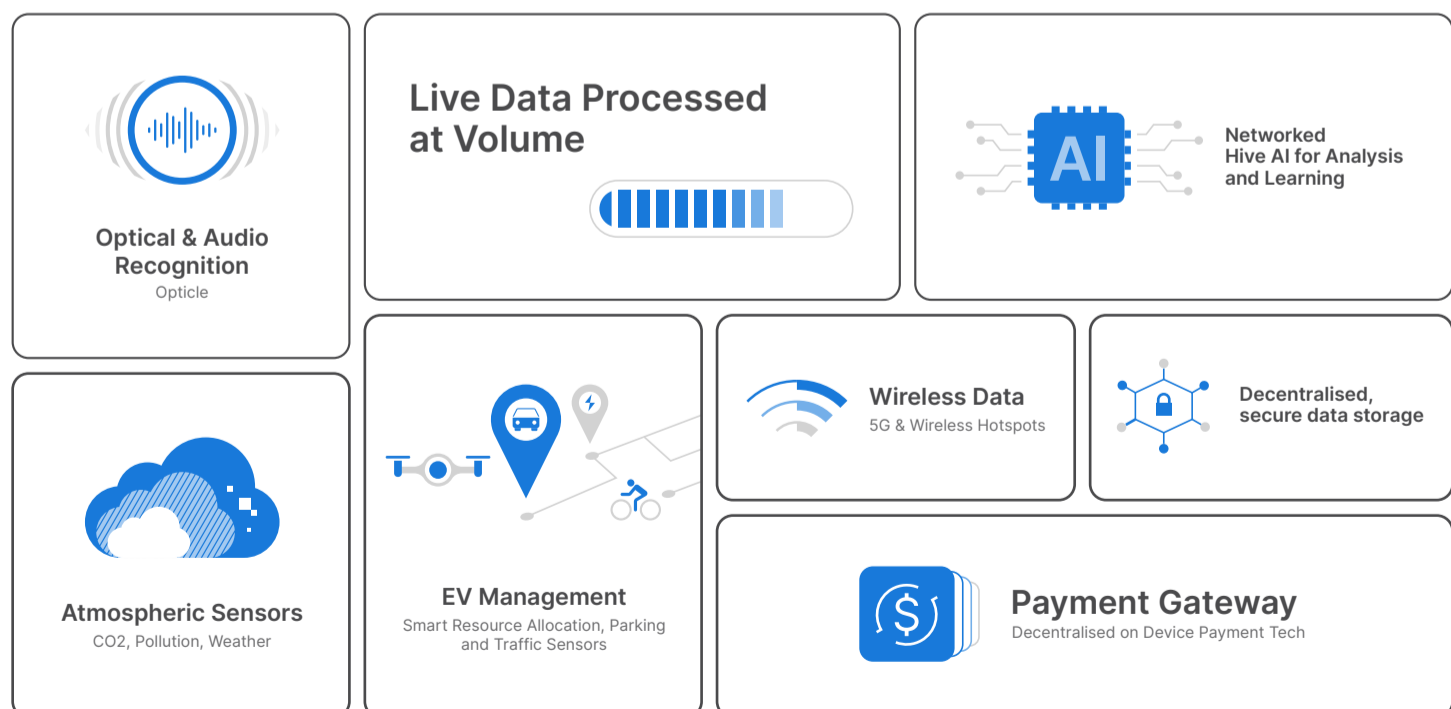 Optical & Audio
Recognition
Opticle
Live Data Processed
at Volume
AI
Networked
Hive AI for Analysis
and Learning
Atmospheric Sensors
CO2, Pollution, Weather
EV Management
Smart Resource Allocation, Parking
and Traffic Sensors
Wireless Data
5G & Wireless Hotspots
Decentralised,
secure data storage
$
Payment Gateway
Decentralised on Device Payment Tech